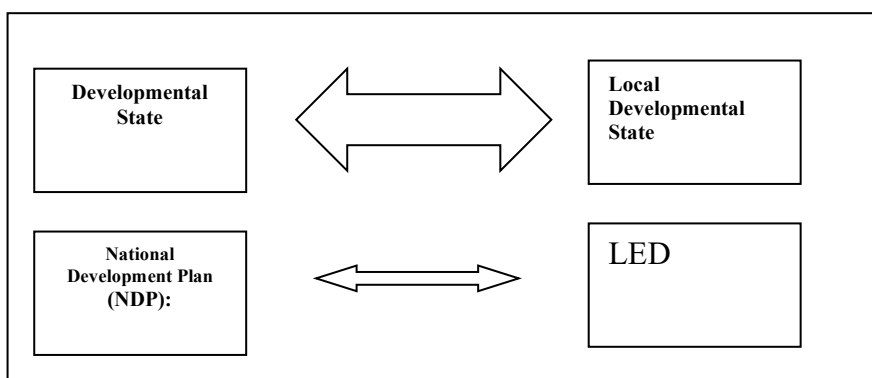 Developmental
State
Local
Developmental
State
National
Development Plan
(NDP):
LED